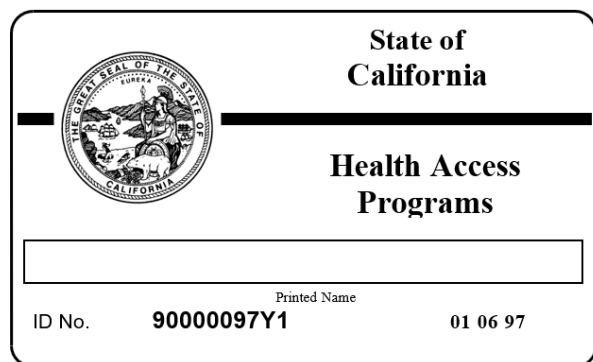 State of
California
THE GREAT SEAL OF THE STATE OF CALIFORNIA
EUREKA
Health Access
Programs
Printed Name
ID No. 90000097Y1 01 06 97